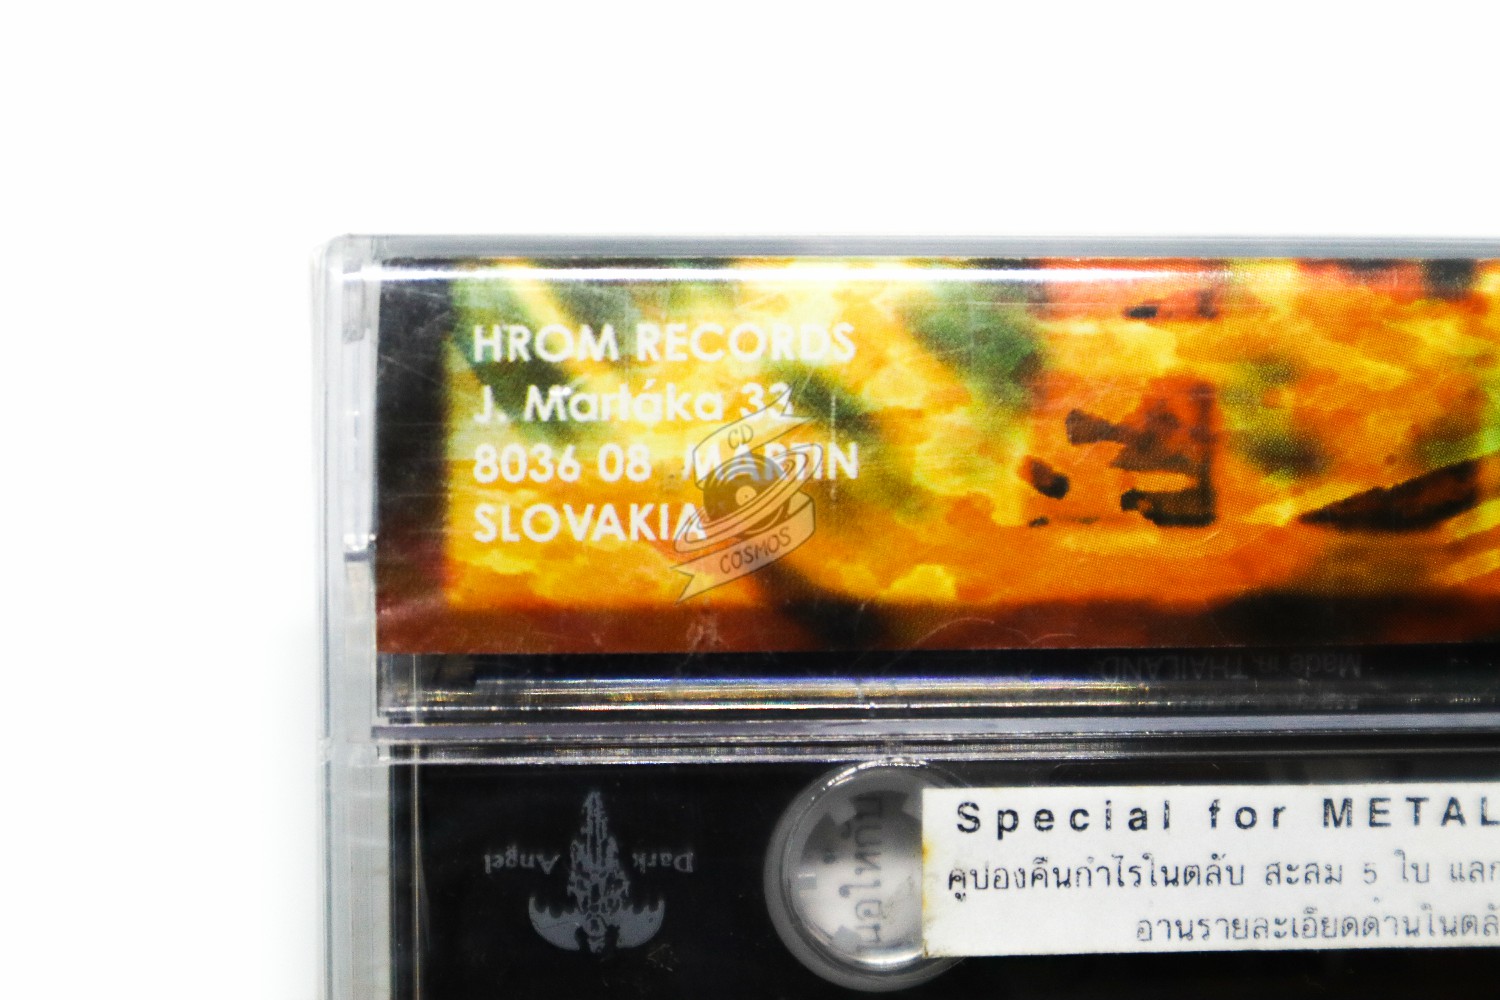 HROM RECORDS
J. Martáka 33
8036 08 MARTIN
SLOVAKIA
CD
COSMOS
Made in THAILAND
Dark Angel
Special for METAL
คูปองคืนกำไรในตลับ สะสม 5 ใบ แลก
อ่านรายละเอียดด้านในตลั